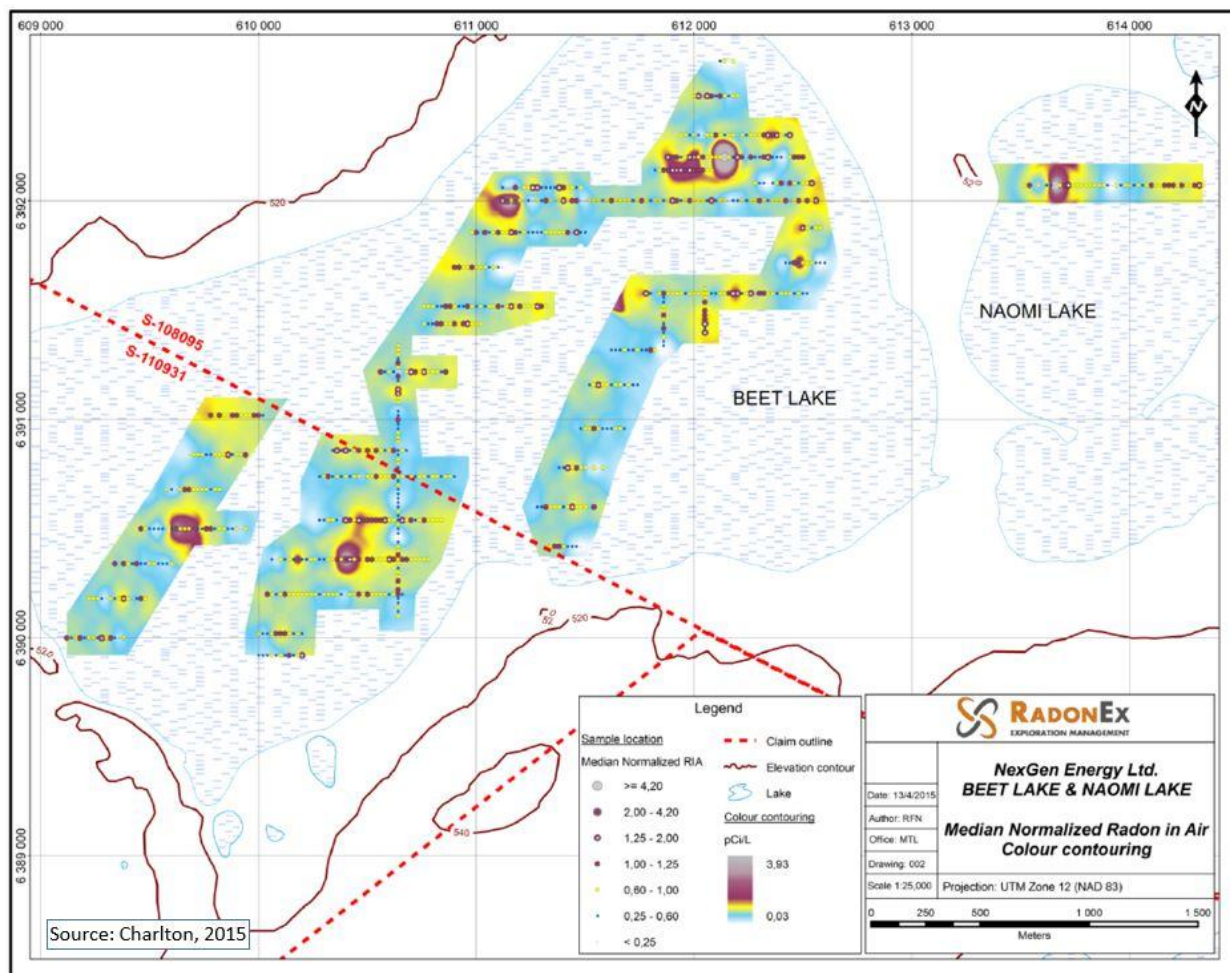 609 000
610 000
611 000
612 000
613 000
614 000
6 392 000
6 391 000
6 390 000
6 389 000
N
520
520
S-108095
S-110931
NAOMI LAKE
BEET LAKE
520
520
540
Legend
Sample location
Median Normalized RIA
>= 4,20
2,00 - 4,20
1,25 - 2,00
1,00 - 1,25
0,60 - 1,00
0,25 - 0,60
< 0,25
Claim outline
Elevation contour
Lake
Colour contouring
pCi/L
3,93
0,03
RADONEX
EXPLORATION MANAGEMENT
Date: 13/4/2015
Author: RFN
Office: MTL
Drawing: 002
Scale 1:25,000
NexGen Energy Ltd.
BEET LAKE & NAOMI LAKE
Median Normalized Radon in Air
Colour contouring
Projection: UTM Zone 12 (NAD 83)
0 250 500 1 000 1 500
Meters
Source: Charlton, 2015